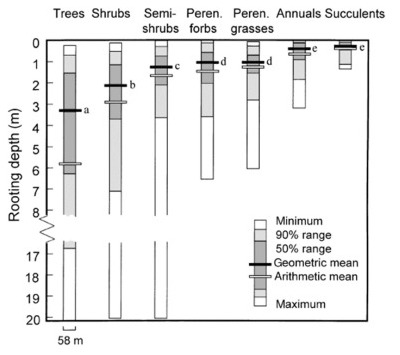 Trees Shrubs Semi-shrubs Peren. forbs Peren. grasses Annuals Succulents
Rooting depth (m)
0
1
2
3
4
5
6
7
8
17
18
19
20
a
b
c
d
d
e
e
Minimum
90% range
50% range
Geometric mean
Arithmetic mean
Maximum
58 m